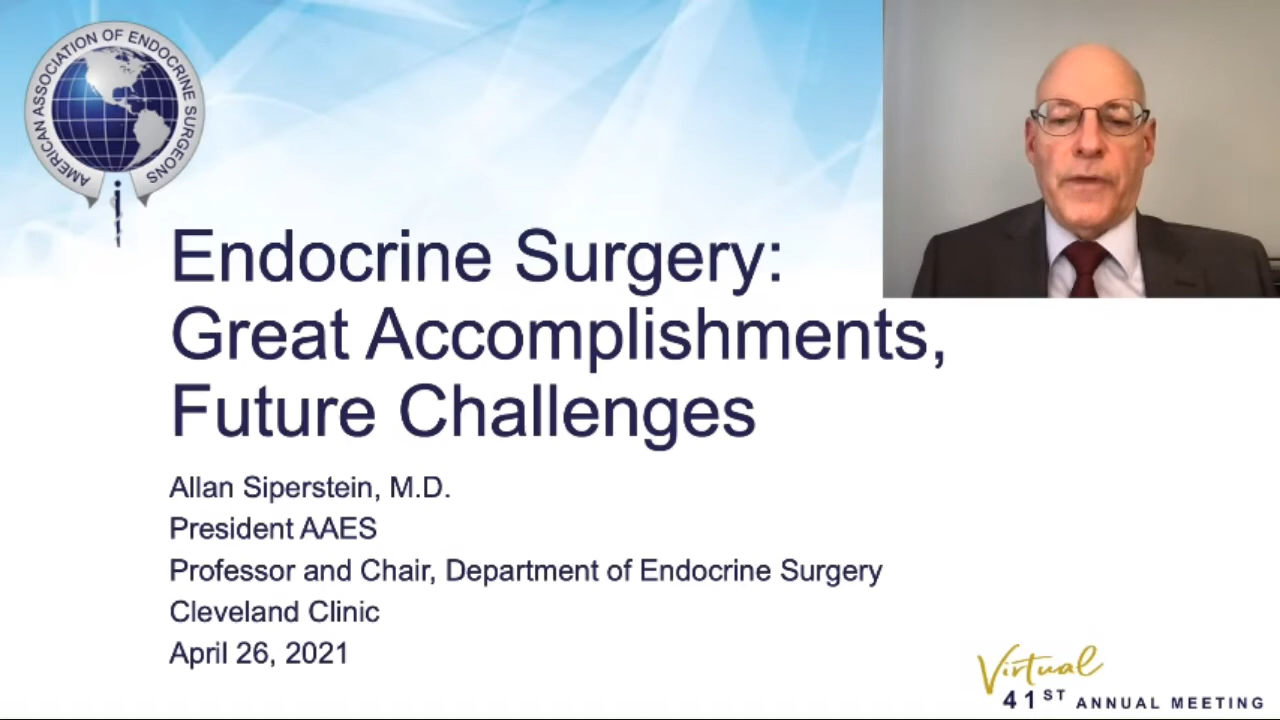 AMERICAN ASSOCIATION OF ENDOCRINE SURGEONS
Endocrine Surgery:
Great Accomplishments,
Future Challenges
Allan Siperstein, M.D.
President AAES
Professor and Chair, Department of Endocrine Surgery
Cleveland Clinic
April 26, 2021
Virtual
41ST ANNUAL MEETING